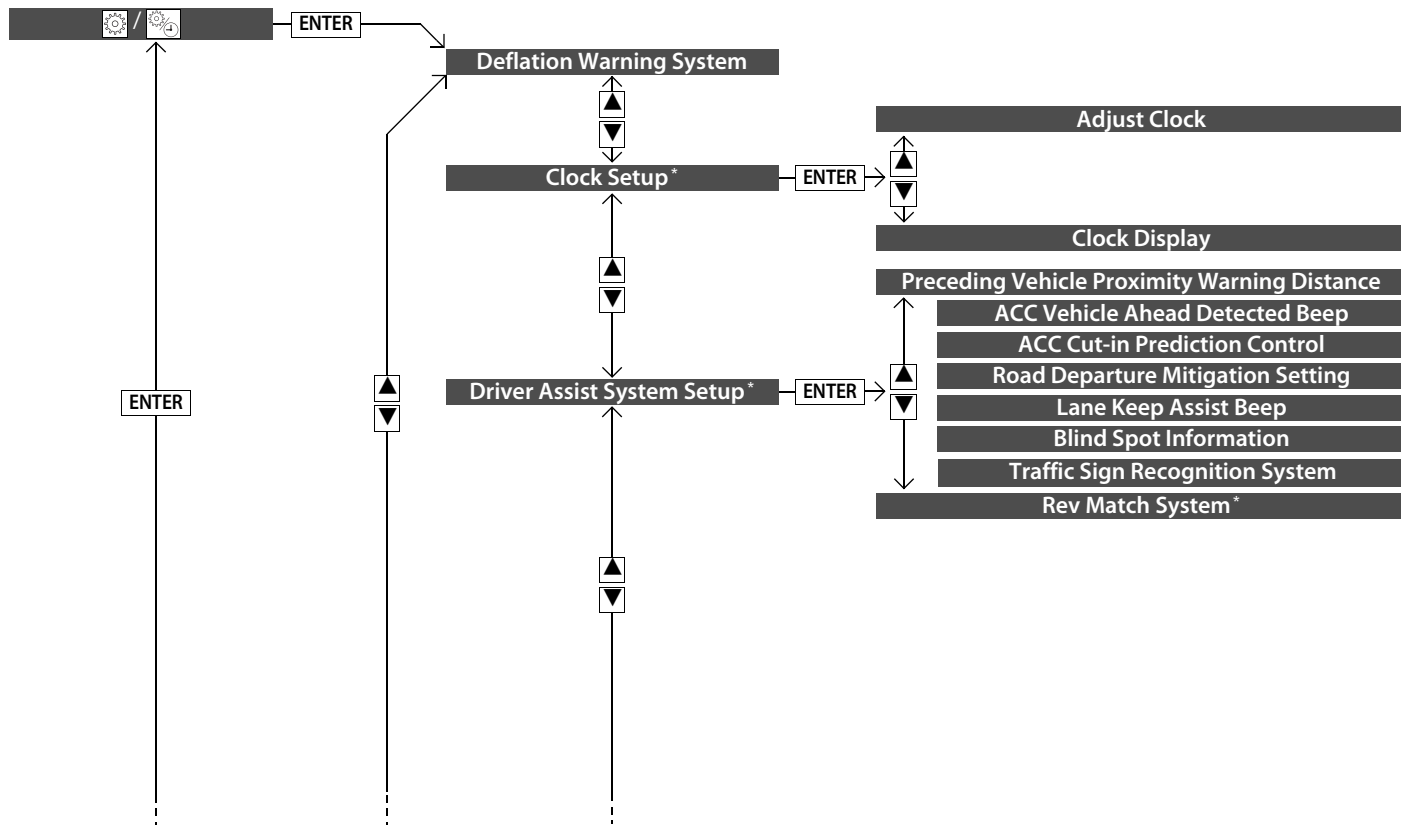 /
ENTER
Deflation Warning System
Adjust Clock
Clock Setup*
ENTER
Clock Display
Preceding Vehicle Proximity Warning Distance
ACC Vehicle Ahead Detected Beep
ACC Cut-in Prediction Control
Road Departure Mitigation Setting
Driver Assist System Setup*
ENTER
ENTER
Lane Keep Assist Beep
Blind Spot Information
Traffic Sign Recognition System
Rev Match System*